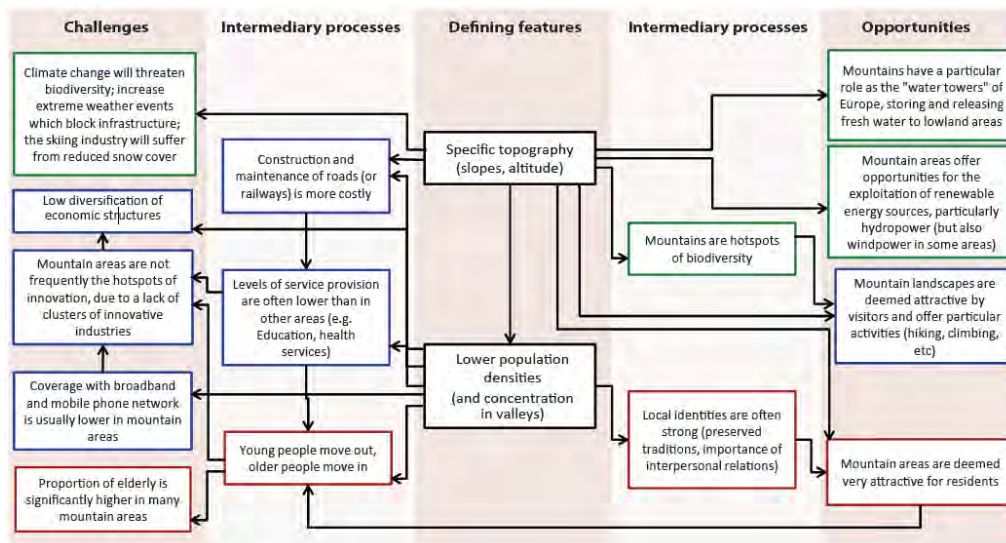 Challenges
Intermediary processes
Defining features
Intermediary processes
Opportunities
Climate change will threaten
biodiversity; increase
extreme weather events
which block infrastructure;
the skiing industry will suffer
from reduced snow cover
Low diversification of
economic structures
Mountain areas are not
frequently the hotspots of
innovation, due to a lack of
clusters of innovative
industries
Coverage with broadband
and mobile phone network
is usually lower in mountain
areas
Proportion of elderly is
significantly higher in many
mountain areas
Construction and
maintenance of roads (or
railways) is more costly
Levels of service provision
are often lower than in
other areas (e.g.
Education, health
services)
Young people move out,
older people move in
Specific topography
(slopes, altitude)
Lower population
densities
(and concentration
in valleys)
Mountains are hotspots
of biodiversity
Local identities are often
strong (preserved
traditions, importance of
interpersonal relations)
Mountains have a particular
role as the "water towers" of
Europe, storing and releasing
fresh water to lowland areas
Mountain areas offer
opportunities for the
exploitation of renewable
energy sources, particularly
hydropower (but also
windpower in some areas)
Mountain landscapes are
deemed attractive by
visitors and offer particular
activities (hiking, climbing,
etc)
Mountain areas are deemed
very attractive for residents